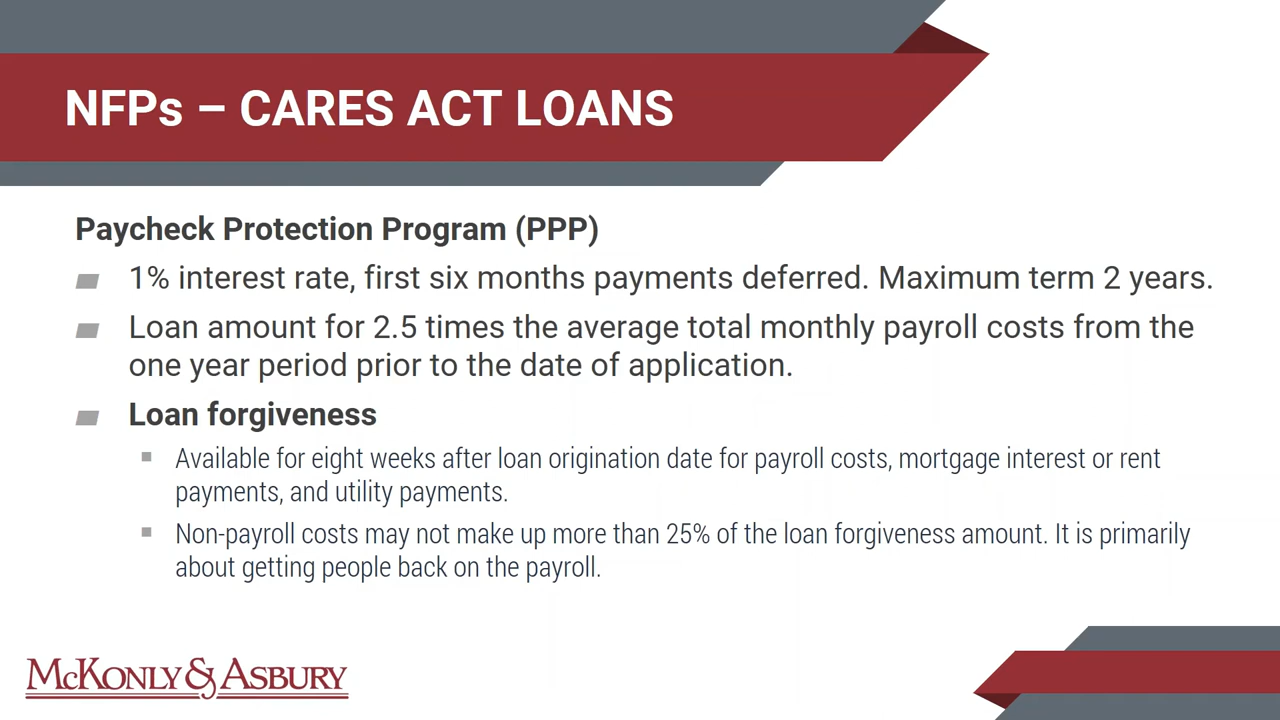 NFPs – CARES ACT LOANS
Paycheck Protection Program (PPP)
1% interest rate, first six months payments deferred. Maximum term 2 years.
Loan amount for 2.5 times the average total monthly payroll costs from the
one year period prior to the date of application.
Loan forgiveness
Available for eight weeks after loan origination date for payroll costs, mortgage interest or rent
payments, and utility payments.
Non-payroll costs may not make up more than 25% of the loan forgiveness amount. It is primarily
about getting people back on the payroll.
McKonly & Asbury